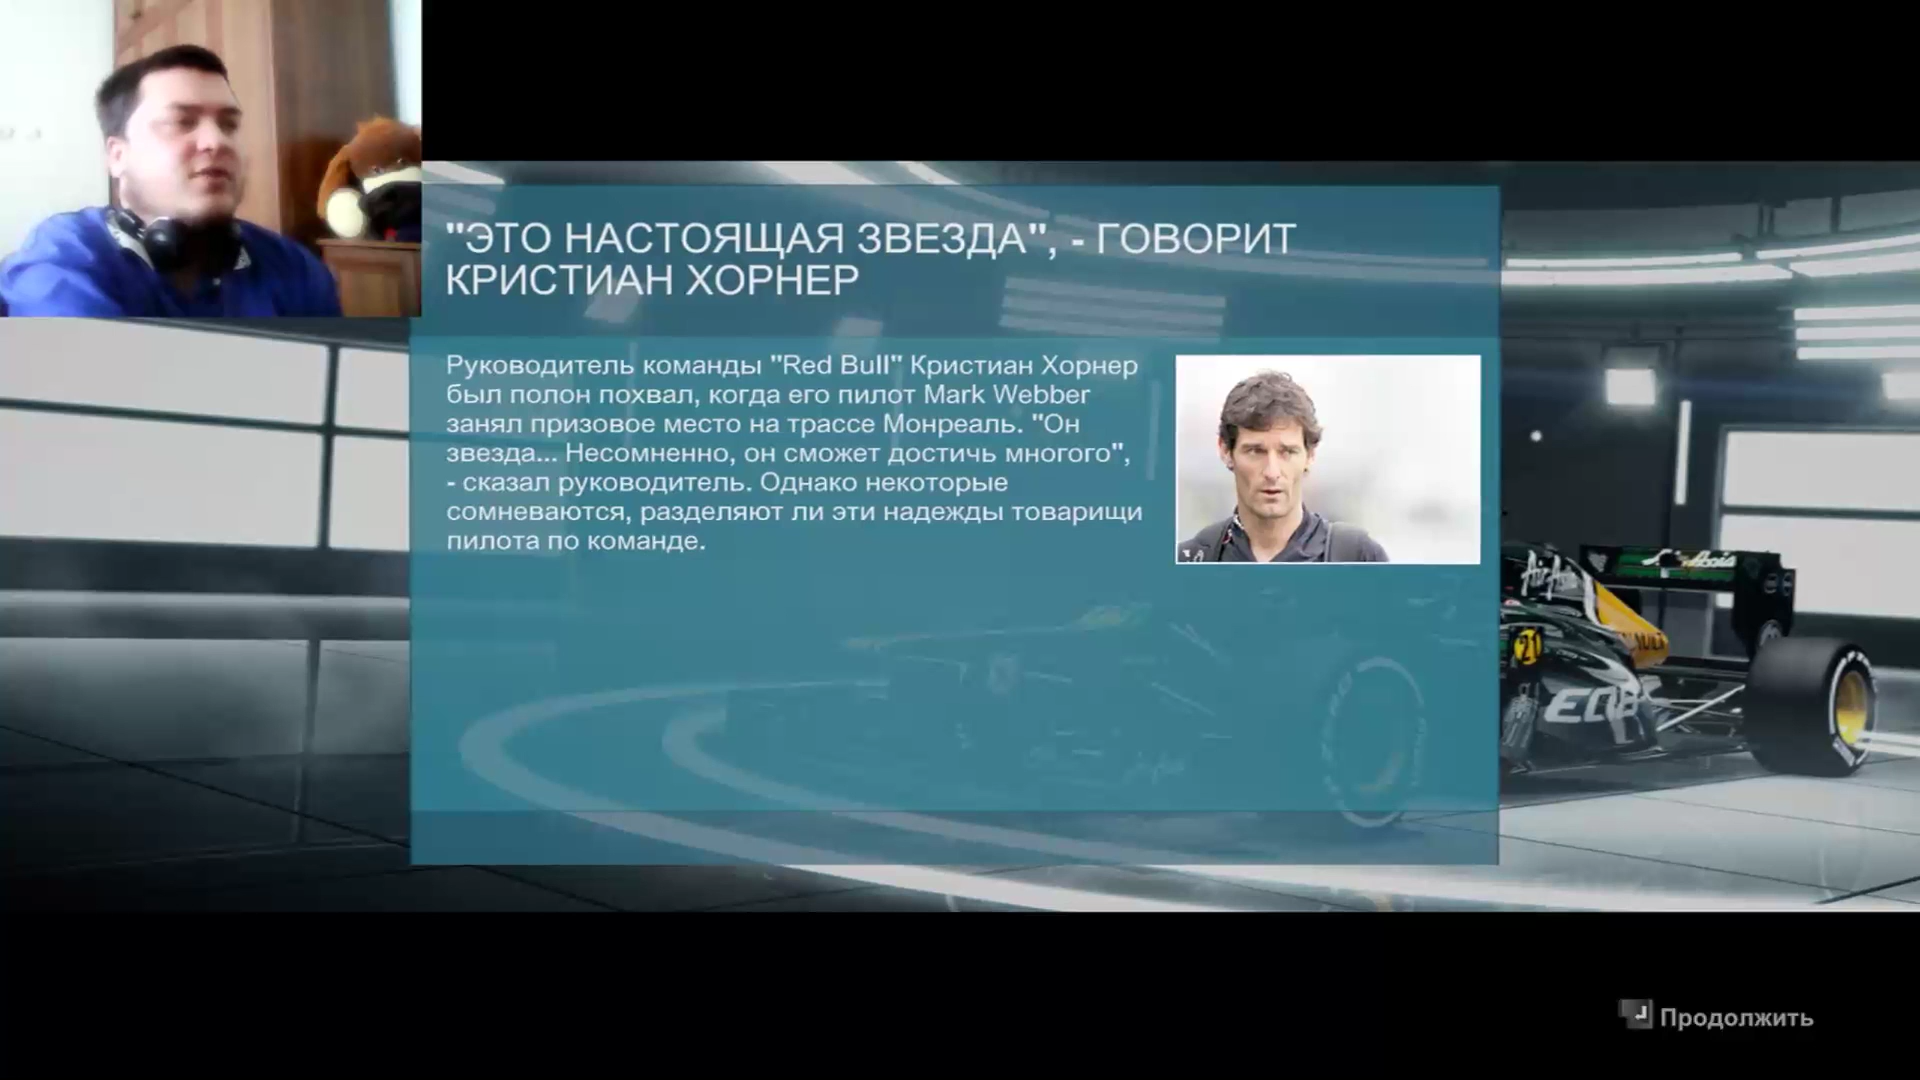 "ЭТО НАСТОЯЩАЯ ЗВЕЗДА", - ГОВОРИТ
КРИСТИАН ХОРНЕР
Руководитель команды "Red Bull" Кристиан Хорнер
был полон похвал, когда его пилот Mark Webber
занял призовое место на трассе Монреаль. "Он
звезда... Несомненно, он сможет достичь многого",
- сказал руководитель. Однако некоторые
сомневаются, разделяют ли эти надежды товарищи
пилота по команде.
AirAsia
21
Продолжить